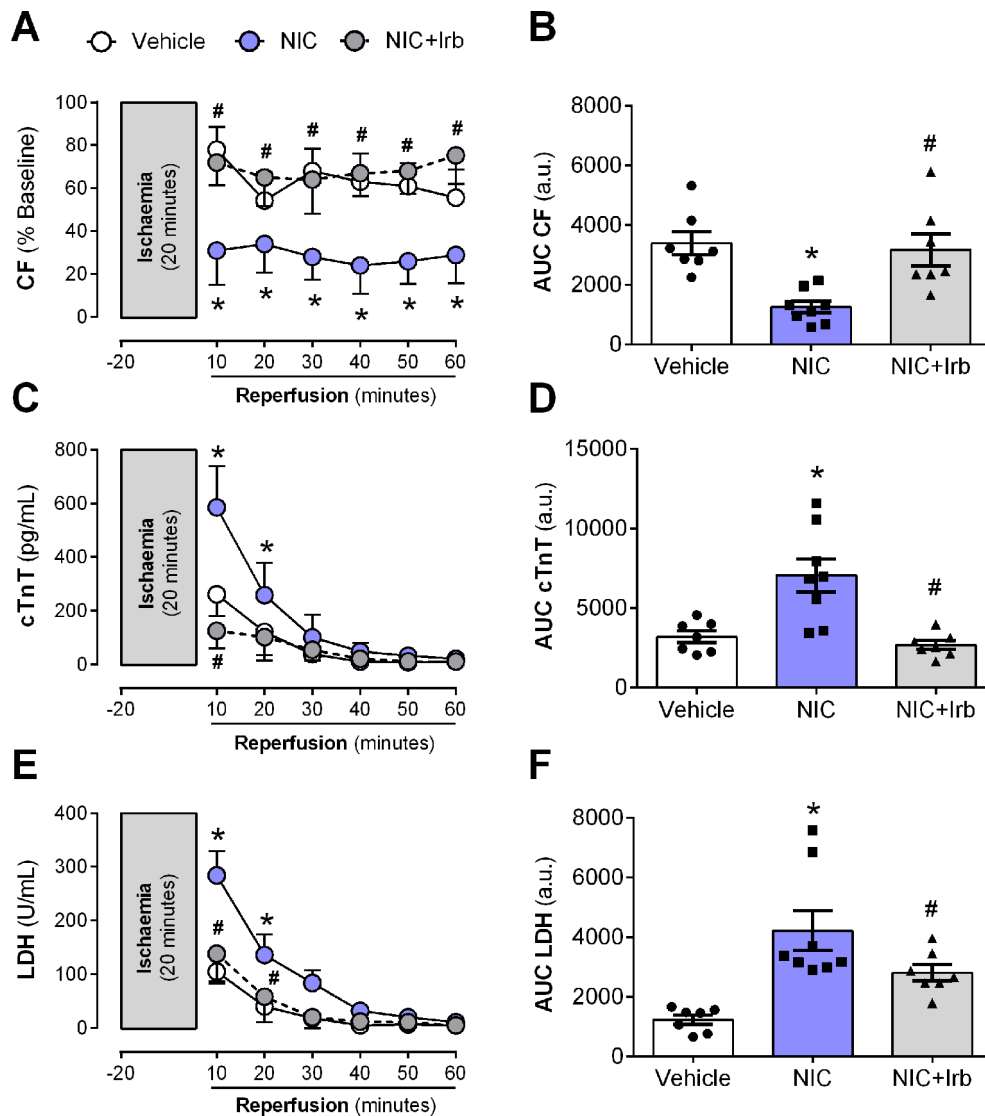 A
Vehicle NIC NIC+Irb
CF (% Baseline)
100
80
60
40
20
0
Ischaemia
(20 minutes)
# # # # # #
* * * * * *
-20 10 20 30 40 50 60
Reperfusion (minutes)
B
AUC CF (a.u.)
8000
6000
4000
2000
0
*
#
Vehicle NIC NIC+Irb
C
cTnT (pg/mL)
800
600
400
200
0
Ischaemia
(20 minutes)
*
*
#
-20 10 20 30 40 50 60
Reperfusion (minutes)
D
AUC cTnT (a.u.)
15000
10000
5000
0
*
#
Vehicle NIC NIC+Irb
E
LDH (U/mL)
400
300
200
100
0
Ischaemia
(20 minutes)
*
*
#
#
-20 10 20 30 40 50 60
Reperfusion (minutes)
F
AUC LDH (a.u.)
8000
6000
4000
2000
0
*
#
Vehicle NIC NIC+Irb